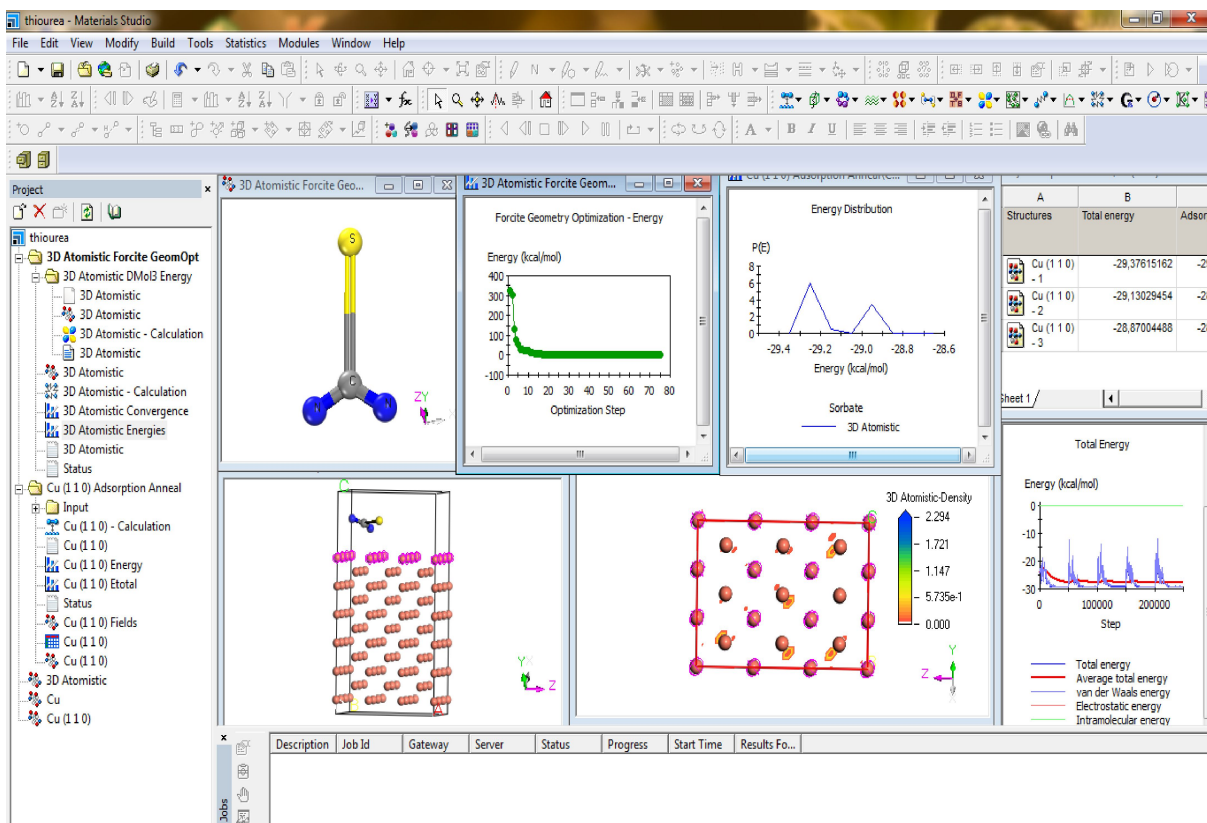 thiourea - Materials Studio
File Edit View Modify Build Tools Statistics Modules Window Help
Project
thiourea
3D Atomistic Forcite GeomOpt
3D Atomistic DMol3 Energy
3D Atomistic
3D Atomistic
3D Atomistic - Calculation
3D Atomistic
3D Atomistic
3D Atomistic - Calculation
3D Atomistic Convergence
3D Atomistic Energies
3D Atomistic
Status
Cu (1 1 0) Adsorption Anneal
Input
Cu (1 1 0) - Calculation
Cu (1 1 0)
Cu (1 1 0) Energy
Cu (1 1 0) Etotal
Status
Cu (1 1 0) Fields
Cu (1 1 0)
Cu (1 1 0)
3D Atomistic
Cu
Cu (1 1 0)
3D Atomistic Forcite Geo...
S
C
ZY
3D Atomistic Forcite Geom...
Forcite Geometry Optimization - Energy
Energy (kcal/mol)
400
300
200
100
0
-100
0 10 20 30 40 50 60 70 80
Optimization Step
Cu (1 1 0) Adsorption Anneal(C...
Energy Distribution
P(E)
8
6
4
2
0
-29.4 -29.2 -29.0 -28.8 -28.6
Energy (kcal/mol)
Sorbate
3D Atomistic
A B
Structures Total energy Adsor
Cu (1 1 0) - 1 -29,37615162
Cu (1 1 0) - 2 -29,13029454
Cu (1 1 0) - 3 -28,87004488
Sheet 1
C
B
A
Y
Z
3D Atomistic-Density
2.294
1.721
1.147
5.735e-1
0.000
Y
Z
X
Total Energy
Energy (kcal/mol)
0
-10
-20
-30
0 100000 200000
Step
Total energy
Average total energy
van der Waals energy
Electrostatic energy
Intramolecular energy
Jobs
Description Job Id Gateway Server Status Progress Start Time Results Fo...